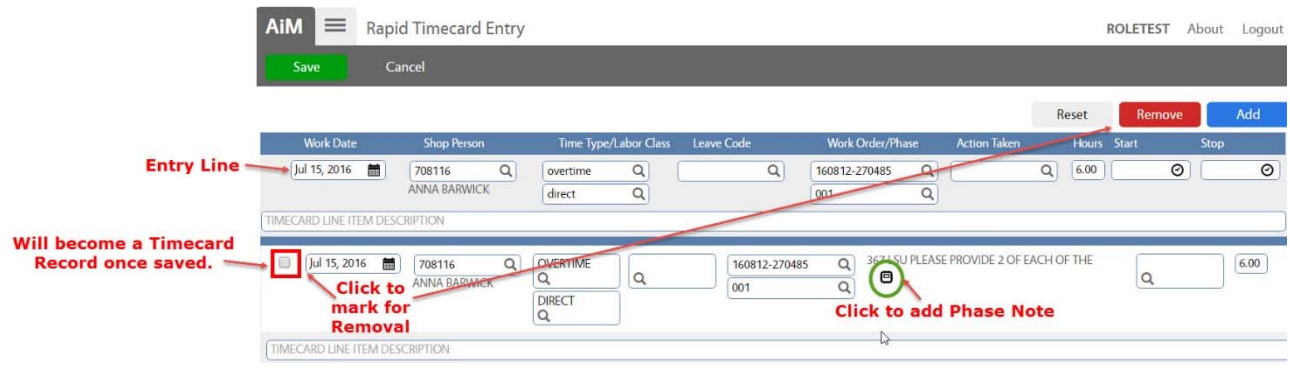 AiM Rapid Timecard Entry ROLETEST About Logout
Save Cancel
Reset Remove Add
Work Date Shop Person Time Type/Labor Class Leave Code Work Order/Phase Action Taken Hours Start Stop
Entry Line Jul 15, 2016 708116 overtime 160812-270485 6.00
ANNA BARWICK direct 001
TIMECARD LINE ITEM DESCRIPTION
Will become a Timecard
Record once saved.
Jul 15, 2016 708116 OVERTIME 160812-270485 LSU PLEASE PROVIDE 2 OF EACH OF THE 6.00
ANNA BARWICK DIRECT 001
Click to
mark for
Removal
Click to add Phase Note
TIMECARD LINE ITEM DESCRIPTION